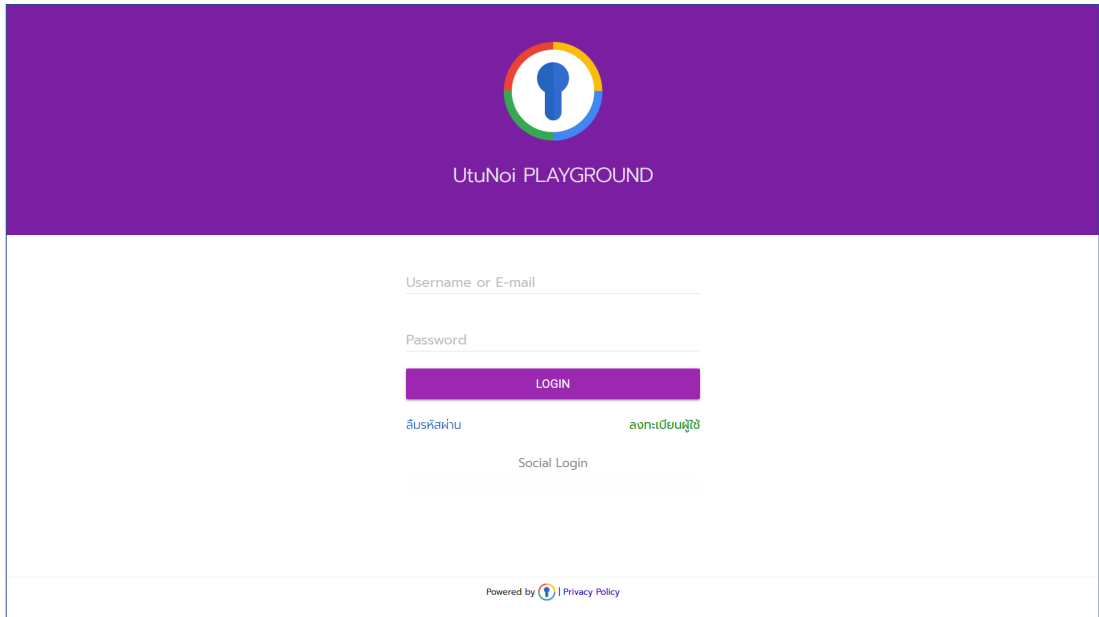 UtuNoi PLAYGROUND
Username or E-mail
Password
LOGIN
ลืมรหัสผ่าน ลงทะเบียนผู้ใช้
Social Login
Powered by | Privacy Policy